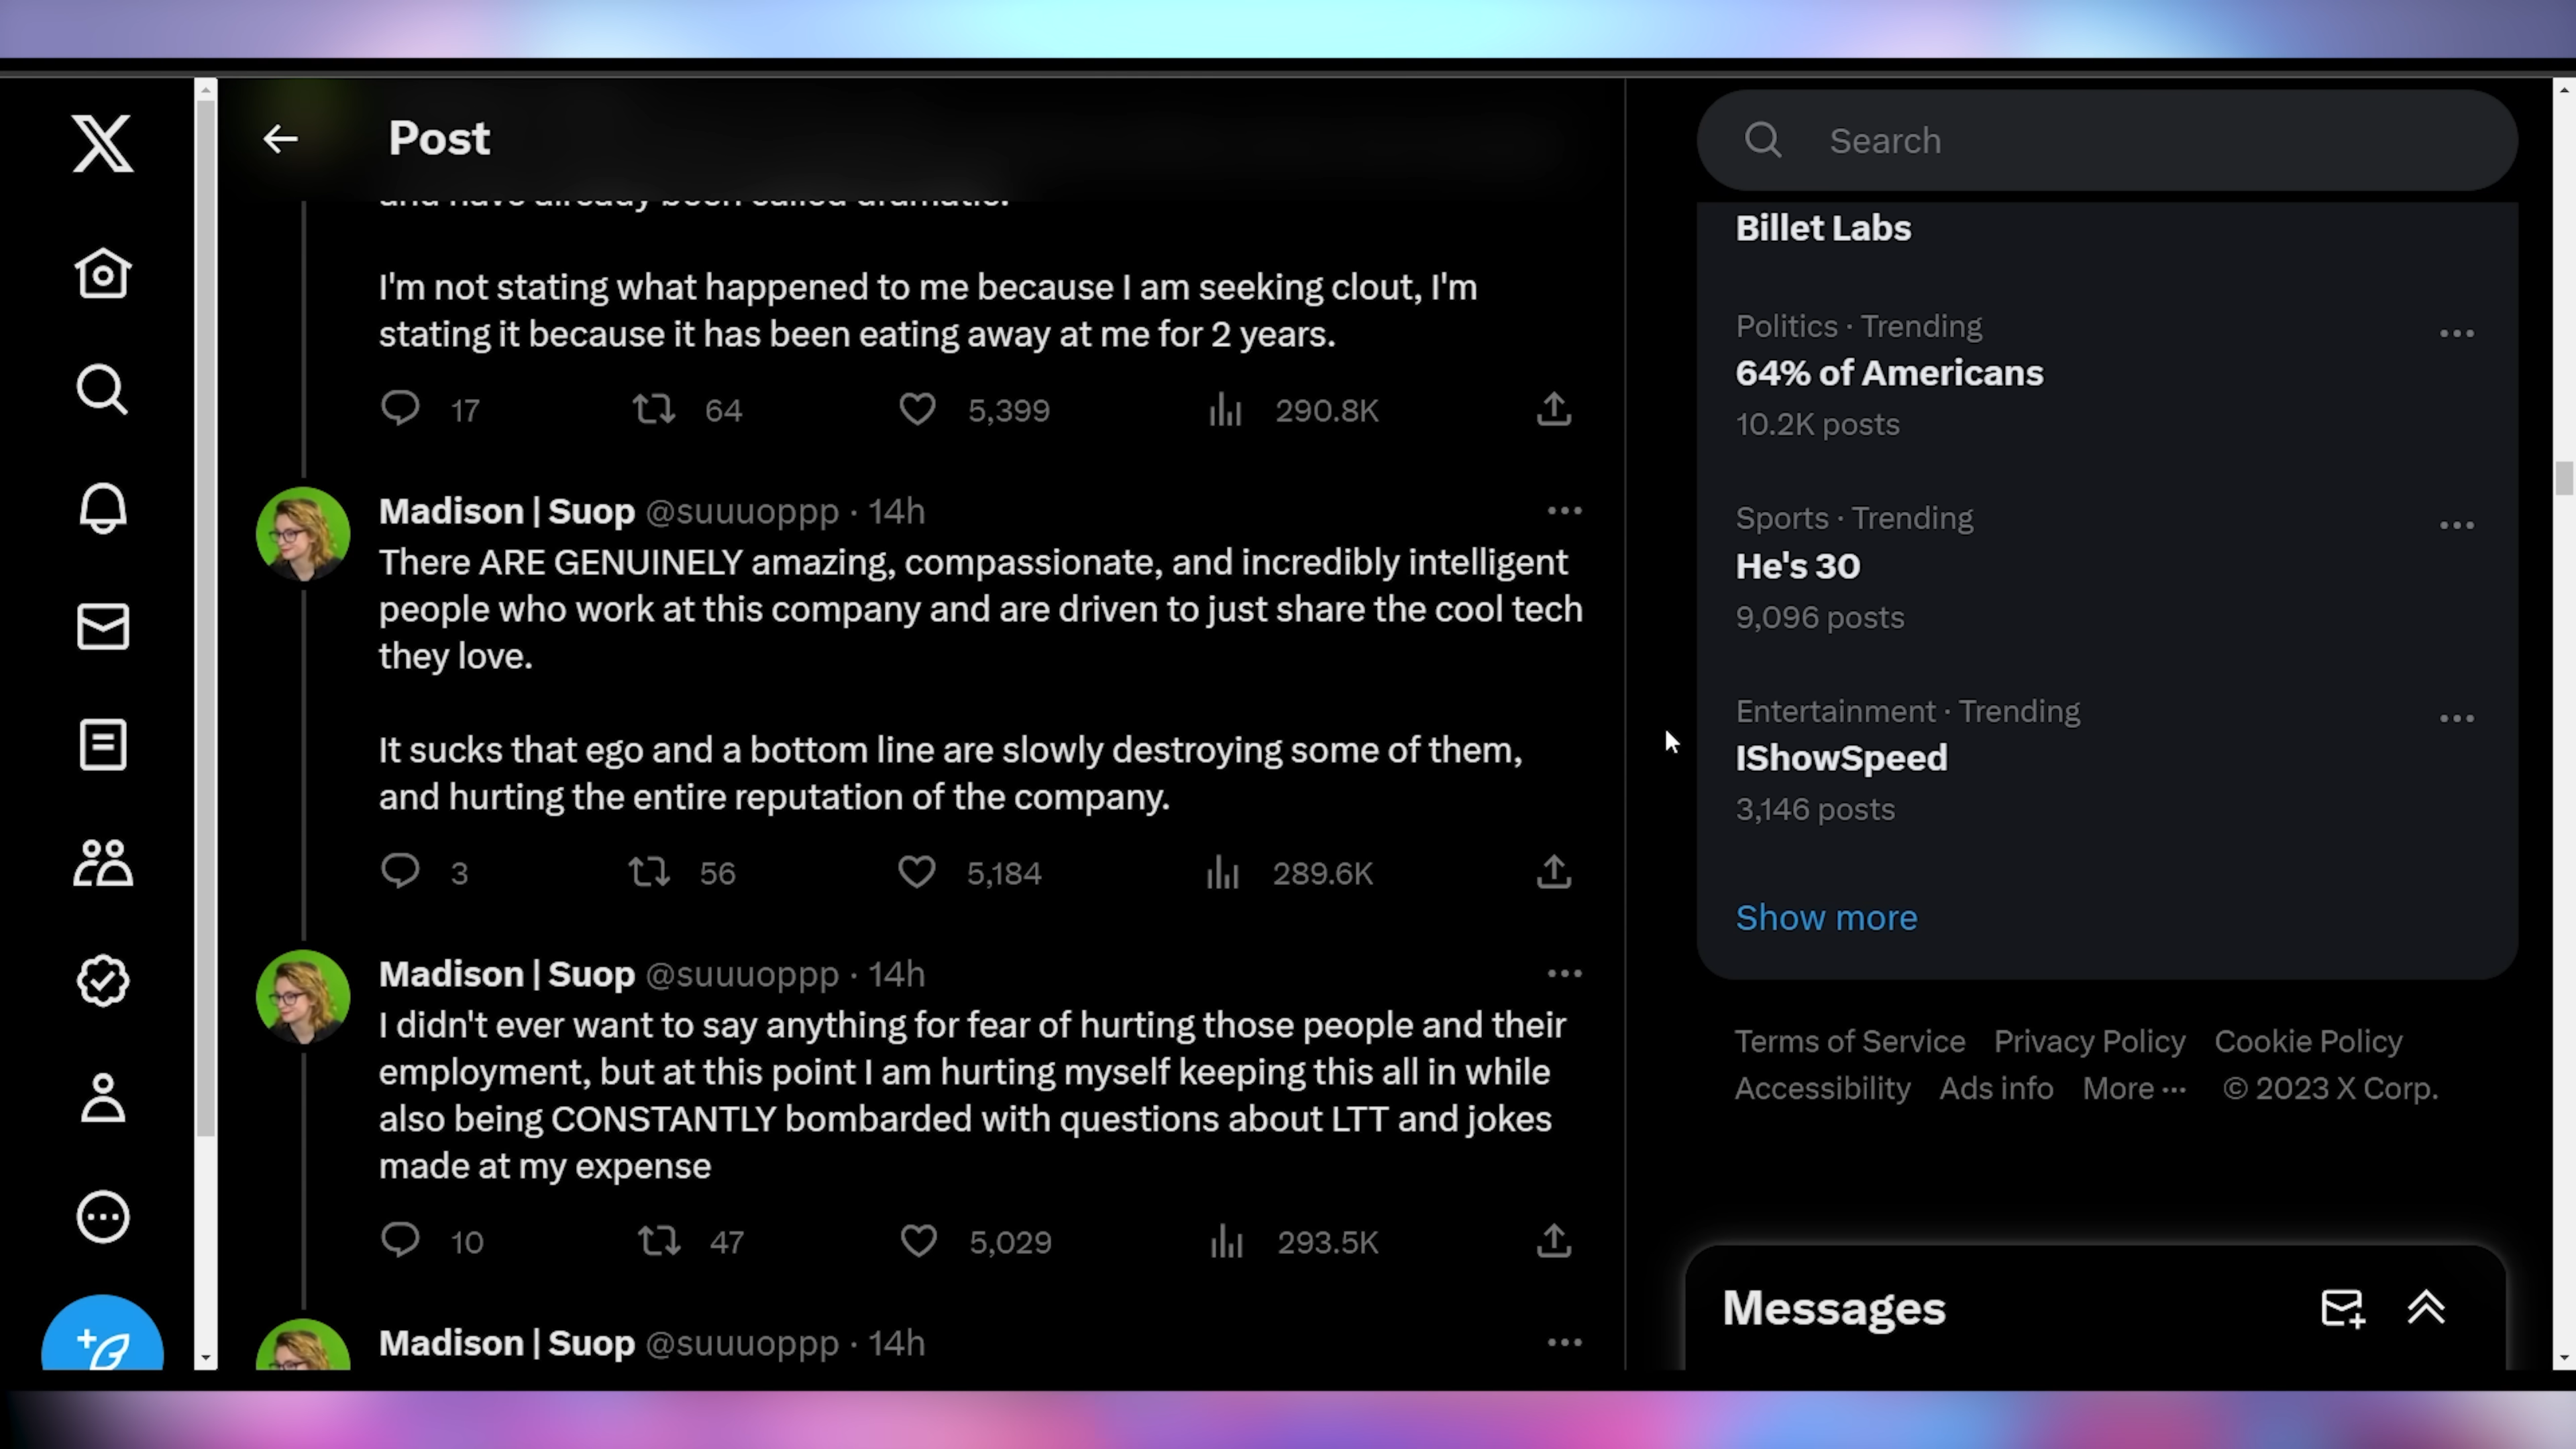 Post
Search
and have already been called dramatic.
I'm not stating what happened to me because I am seeking clout, I'm
stating it because it has been eating away at me for 2 years.
17 64 5,399 290.8K
Madison | Suop @suuuoppp · 14h
There ARE GENUINELY amazing, compassionate, and incredibly intelligent
people who work at this company and are driven to just share the cool tech
they love.
It sucks that ego and a bottom line are slowly destroying some of them,
and hurting the entire reputation of the company.
3 56 5,184 289.6K
Madison | Suop @suuuoppp · 14h
I didn't ever want to say anything for fear of hurting those people and their
employment, but at this point I am hurting myself keeping this all in while
also being CONSTANTLY bombarded with questions about LTT and jokes
made at my expense
10 47 5,029 293.5K
Madison | Suop @suuuoppp · 14h
Billet Labs
Politics · Trending
64% of Americans
10.2K posts
Sports · Trending
He's 30
9,096 posts
Entertainment · Trending
IShowSpeed
3,146 posts
Show more
Terms of Service Privacy Policy Cookie Policy
Accessibility Ads info More ··· © 2023 X Corp.
Messages